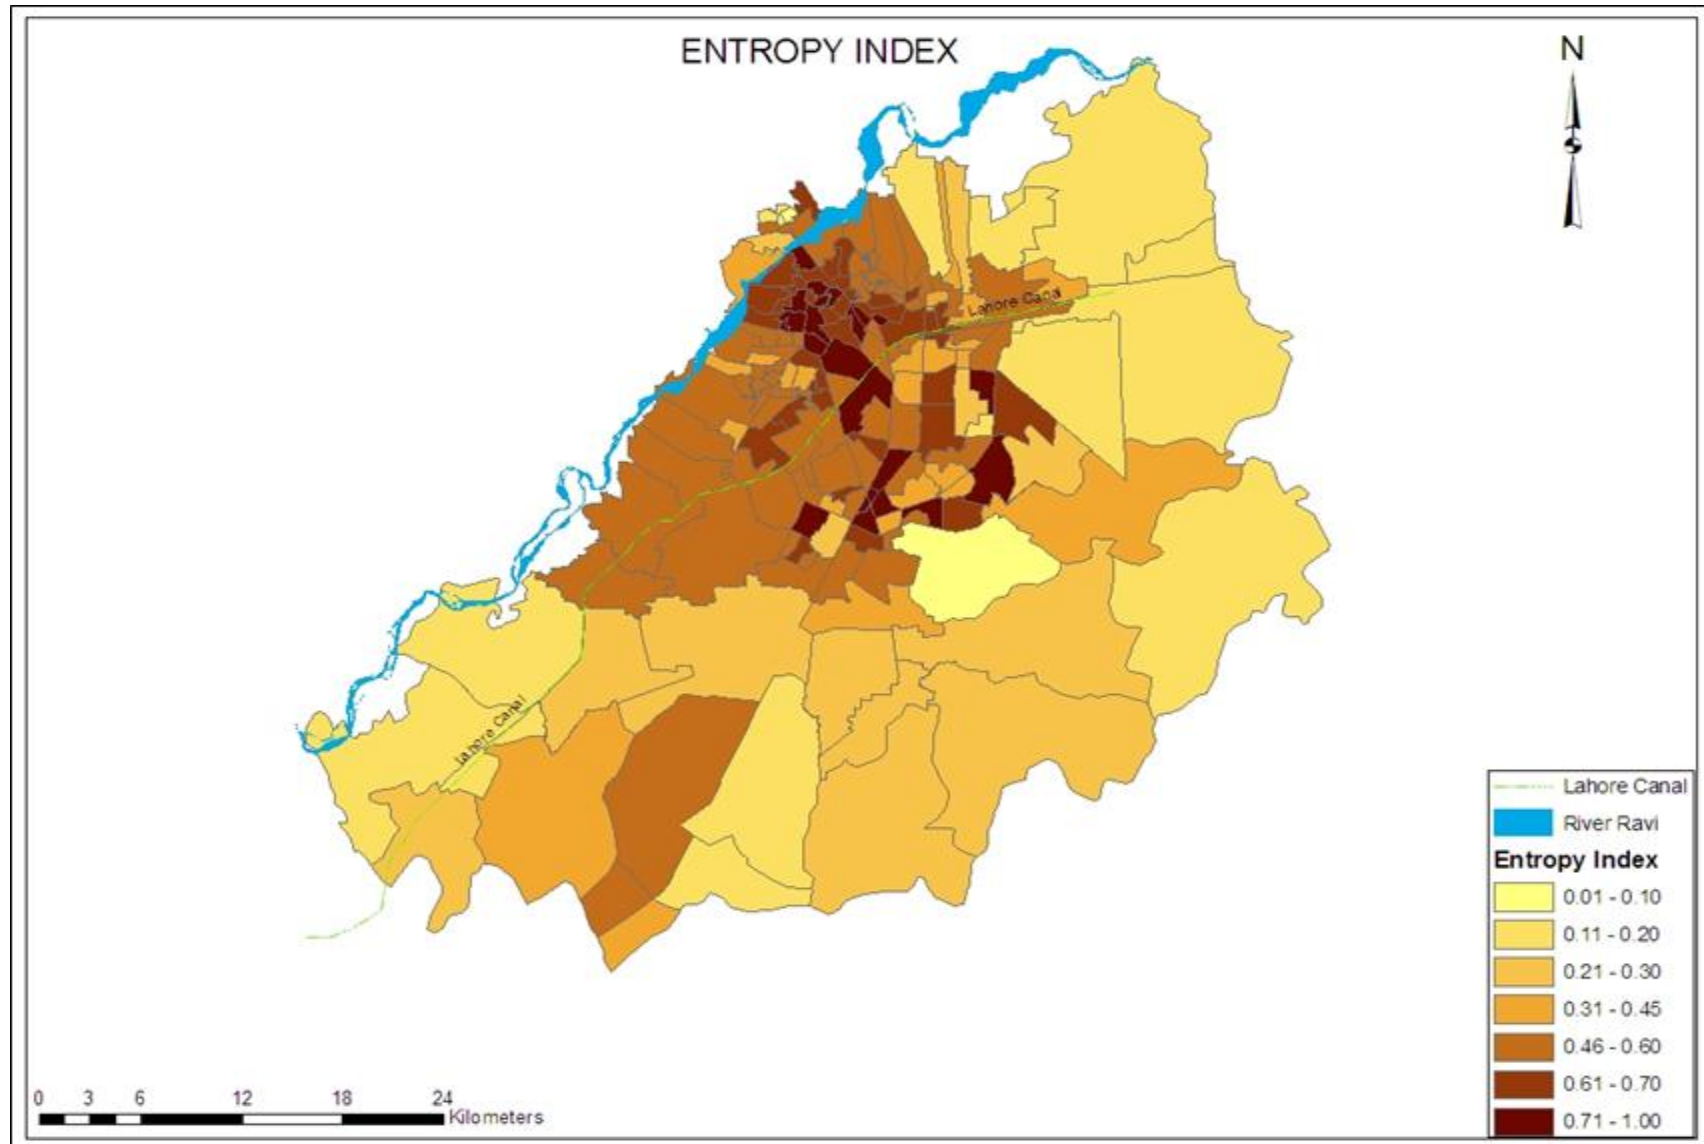 ENTROPY INDEX
N
Lahore Canal
Lahore Canal
Lahore Canal
River Ravi
Entropy Index
0.01 - 0.10
0.11 - 0.20
0.21 - 0.30
0.31 - 0.45
0.46 - 0.60
0.61 - 0.70
0.71 - 1.00
0 3 6 12 18 24
Kilometers